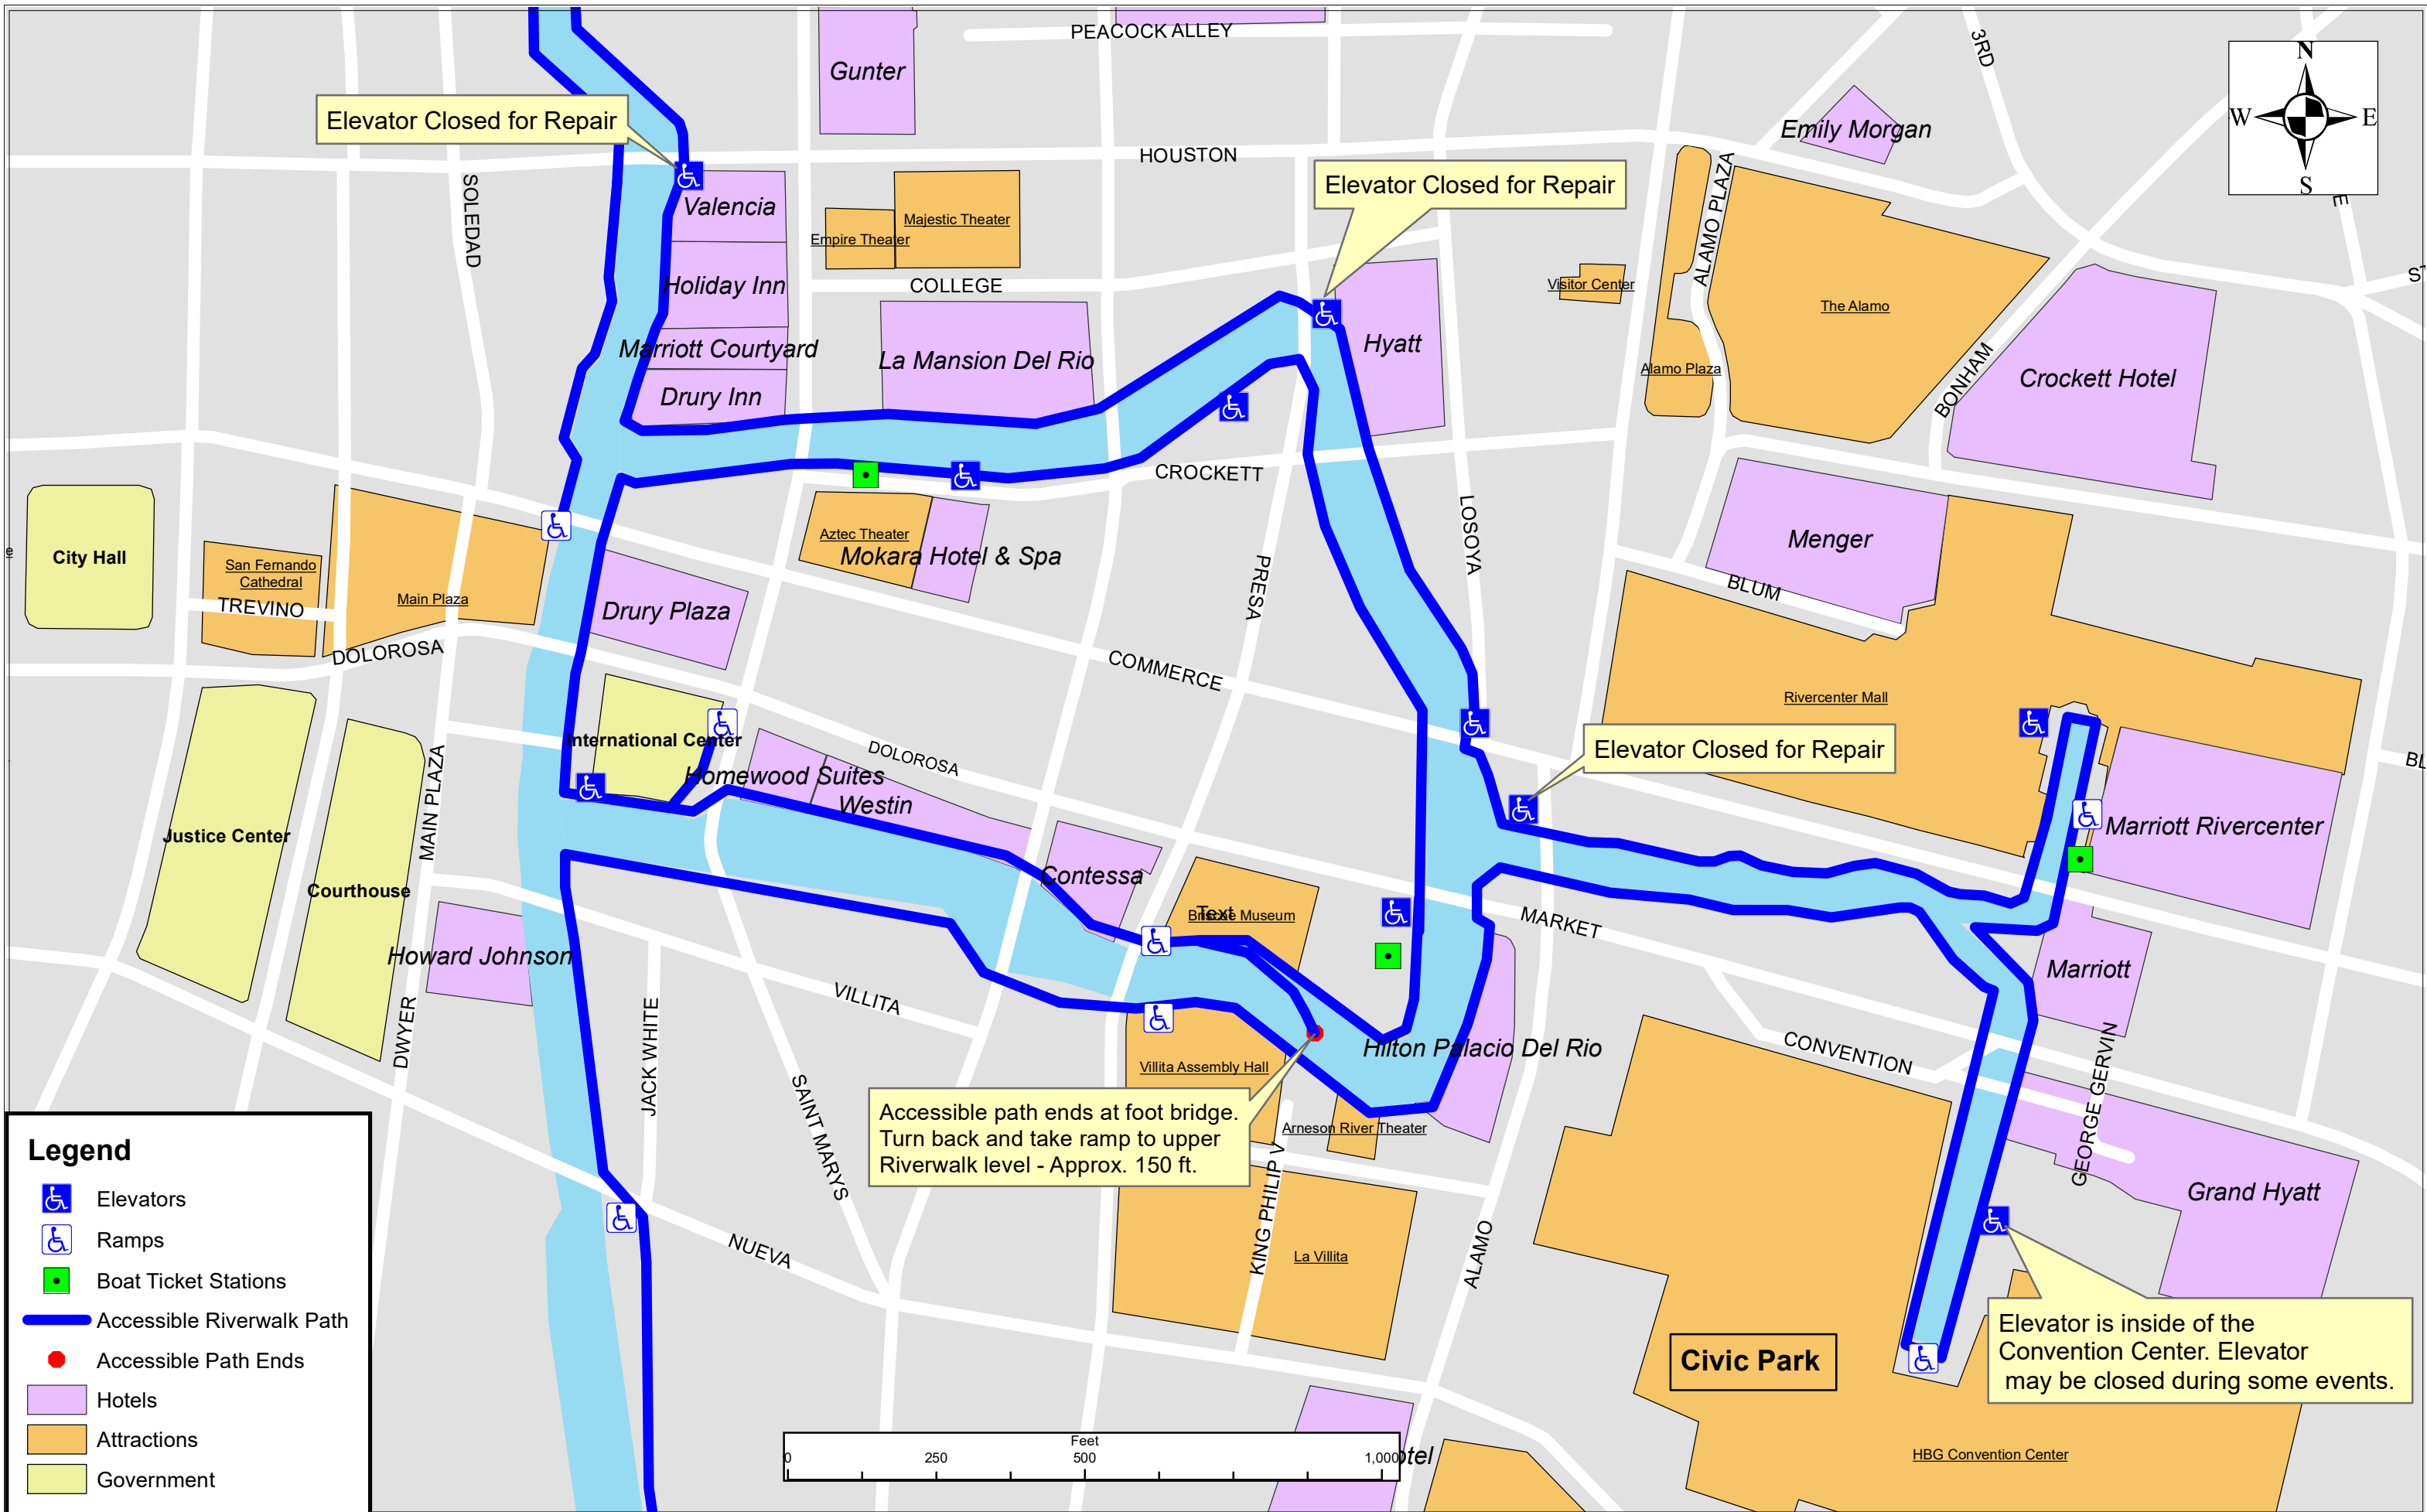 PEACOCK ALLEY
3RD
N
W
E
S
Gunter
Elevator Closed for Repair
Emily Morgan
HOUSTON
Elevator Closed for Repair
SOLEDAD
Valencia
Majestic Theater
Empire Theater
ALAMO PLAZA
E
ST
Holiday Inn
COLLEGE
Visitor Center
The Alamo
Marriott Courtyard
La Mansion Del Rio
Hyatt
Alamo Plaza
BONHAM
Crockett Hotel
Drury Inn
CROCKETT
LOSOYA
e
City Hall
San Fernando
Cathedral
TREVINO
Main Plaza
DOLOROSA
Aztec Theater
Mokara Hotel & Spa
PRESA
Menger
BLUM
Drury Plaza
COMMERCE
Rivercenter Mall
International Center
DOLOROSA
Elevator Closed for Repair
BL
Homewood Suites
Westin
MAIN PLAZA
Justice Center
Courthouse
Marriott Rivercenter
Contessa
Text
Briscoe Museum
MARKET
Howard Johnson
Marriott
VILLITA
DWYER
JACK WHITE
Hilton Palacio Del Rio
CONVENTION
GEORGE GERVIN
Villita Assembly Hall
SAINT MARYS
Accessible path ends at foot bridge.
Turn back and take ramp to upper
Riverwalk level - Approx. 150 ft.
Arneson River Theater
KING PHILIP V
Grand Hyatt
La Villita
ALAMO
NUEVA
Elevator is inside of the
Convention Center. Elevator
may be closed during some events.
Civic Park
HBG Convention Center
otel
Legend
Elevators
Ramps
Boat Ticket Stations
Accessible Riverwalk Path
Accessible Path Ends
Hotels
Attractions
Government
Feet
0 250 500 1,000